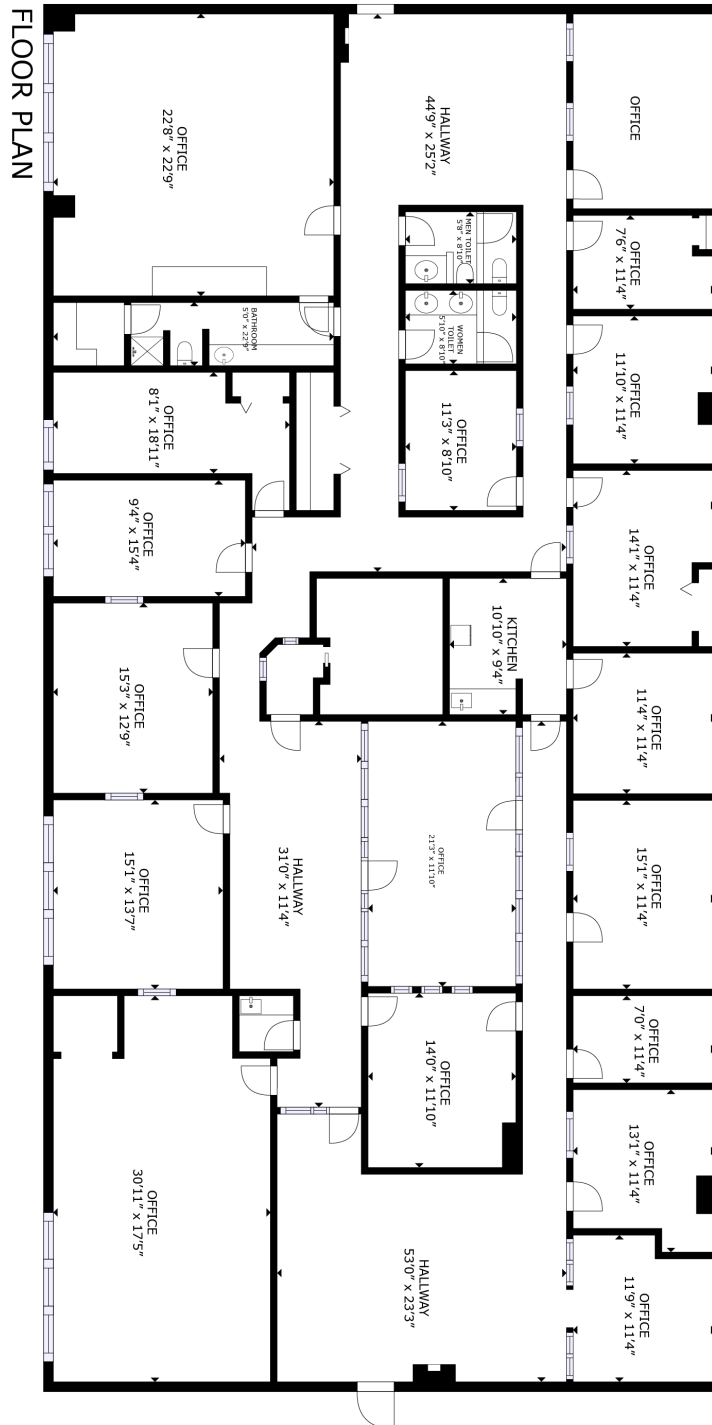 FLOOR PLAN
OFFICE
22'8" x 22'9"
HALLWAY
44'9" x 25'2"
OFFICE
MEN TOILET
5'8" x 8'10"
OFFICE
7'6" x 11'4"
BATHROOM
5'0" x 22'9"
WOMEN
TOILET
5'10" x 8'10"
OFFICE
11'10" x 11'4"
OFFICE
8'1" x 18'11"
OFFICE
11'3" x 8'10"
OFFICE
9'4" x 15'4"
OFFICE
14'1" x 11'4"
KITCHEN
10'10" x 9'4"
OFFICE
15'3" x 12'9"
OFFICE
11'4" x 11'4"
OFFICE
15'1" x 13'7"
HALLWAY
31'0" x 11'4"
OFFICE
21'3" x 11'10"
OFFICE
15'1" x 11'4"
OFFICE
14'0" x 11'10"
OFFICE
7'0" x 11'4"
OFFICE
13'1" x 11'4"
OFFICE
30'11" x 17'5"
HALLWAY
53'0" x 23'3"
OFFICE
11'9" x 11'4"